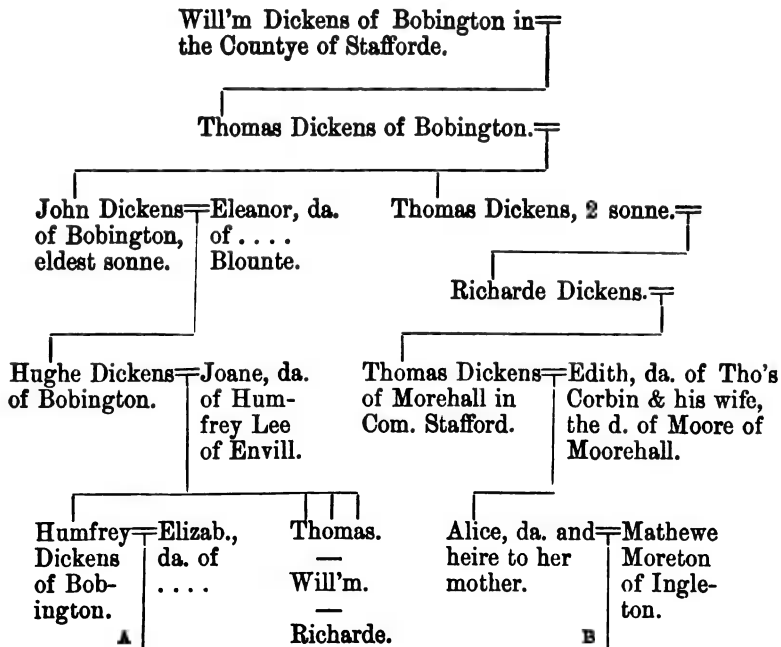 Will'm Dickens of Bobington in
the Countye of Stafforde.
Thomas Dickens of Bobington.
John Dickens
of Bobington,
eldest sonne.
Eleanor, da.
of . . . .
Blounte.
Thomas Dickens, 2 sonne.
Richarde Dickens.
Hughe Dickens
of Bobington.
Joane, da.
of Hum-
frey Lee
of Envill.
Thomas Dickens
of Morehall in
Com. Stafford.
Edith, da. of Tho's
Corbin & his wife,
the d. of Moore of
Moorehall.
Humfrey
Dickens
of Bob-
ington.
Elizab.,
da. of
. . . .
Thomas.
—
Will'm.
—
Richarde.
Alice, da. and
heire to her
mother.
Mathewe
Moreton
of Ingle-
ton.
A
B